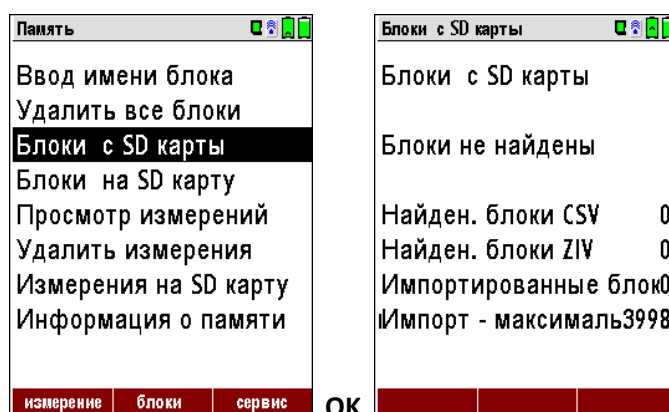 Память
Ввод имени блока
Удалить все блоки
Блоки с SD карты
Блоки на SD карту
Просмотр измерений
Удалить измерения
Измерения на SD карту
Информация о памяти
измерение блоки сервис
OK
Блоки с SD карты
Блоки с SD карты
Блоки не найдены
Найден. блоки CSV 0
Найден. блоки ZIV 0
Импортированные блок0
Импорт - максималь3998